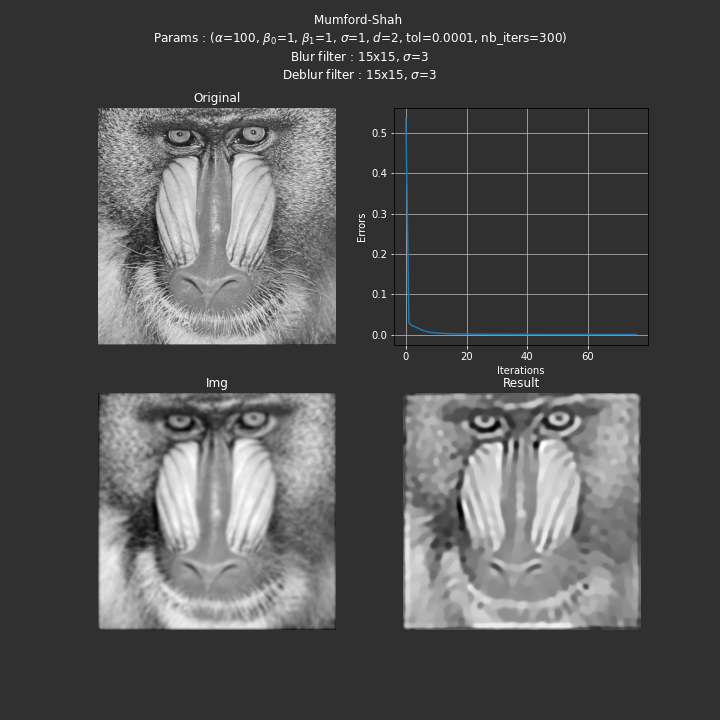 Mumford-Shah
Params : (α=100, β₀=1, β₁=1, σ=1, d=2, tol=0.0001, nb_iters=300)
Blur filter : 15x15, σ=3
Deblur filter : 15x15, σ=3
Original
0.5
0.4
0.3
0.2
0.1
0.0
Errors
0 20 40 60
Iterations
Img
Result